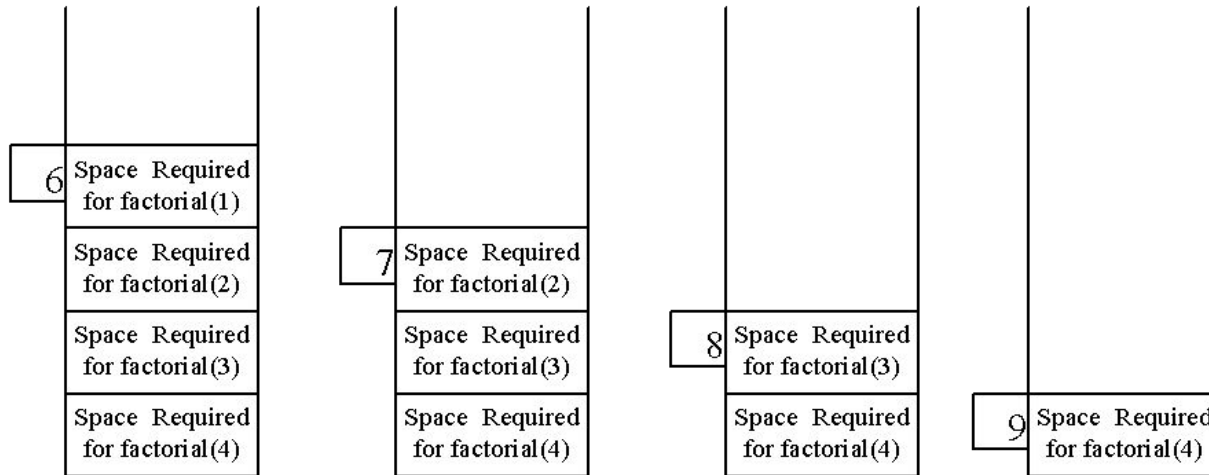 6
Space Required
for factorial(1)
Space Required
for factorial(2)
Space Required
for factorial(3)
Space Required
for factorial(4)
7
Space Required
for factorial(2)
Space Required
for factorial(3)
Space Required
for factorial(4)
8
Space Required
for factorial(3)
Space Required
for factorial(4)
9
Space Required
for factorial(4)